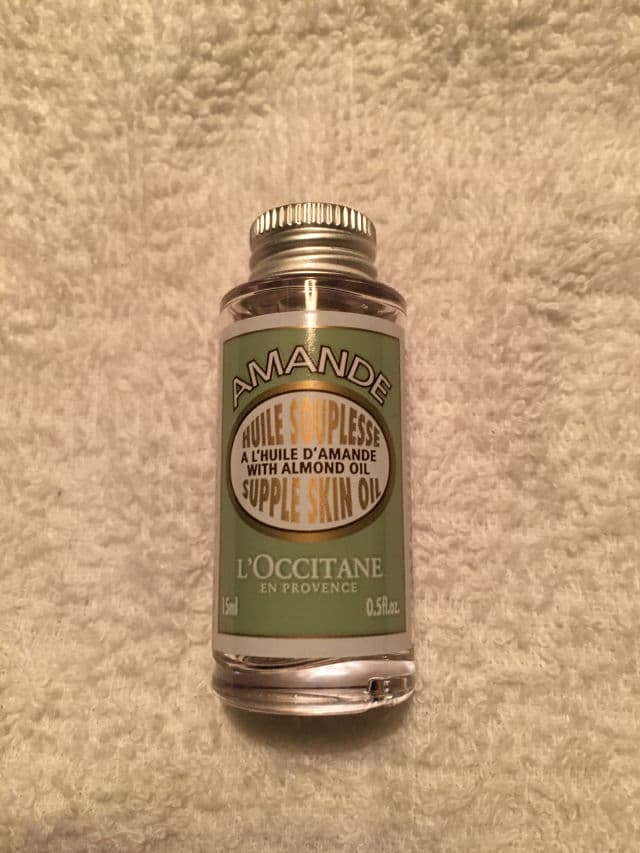 AMANDE
HUILE SOUPLESSE
A L'HUILE D'AMANDE
WITH ALMOND OIL
SUPPLE SKIN OIL
L'OCCITANE
EN PROVENCE
15ml 0.5fl.oz.